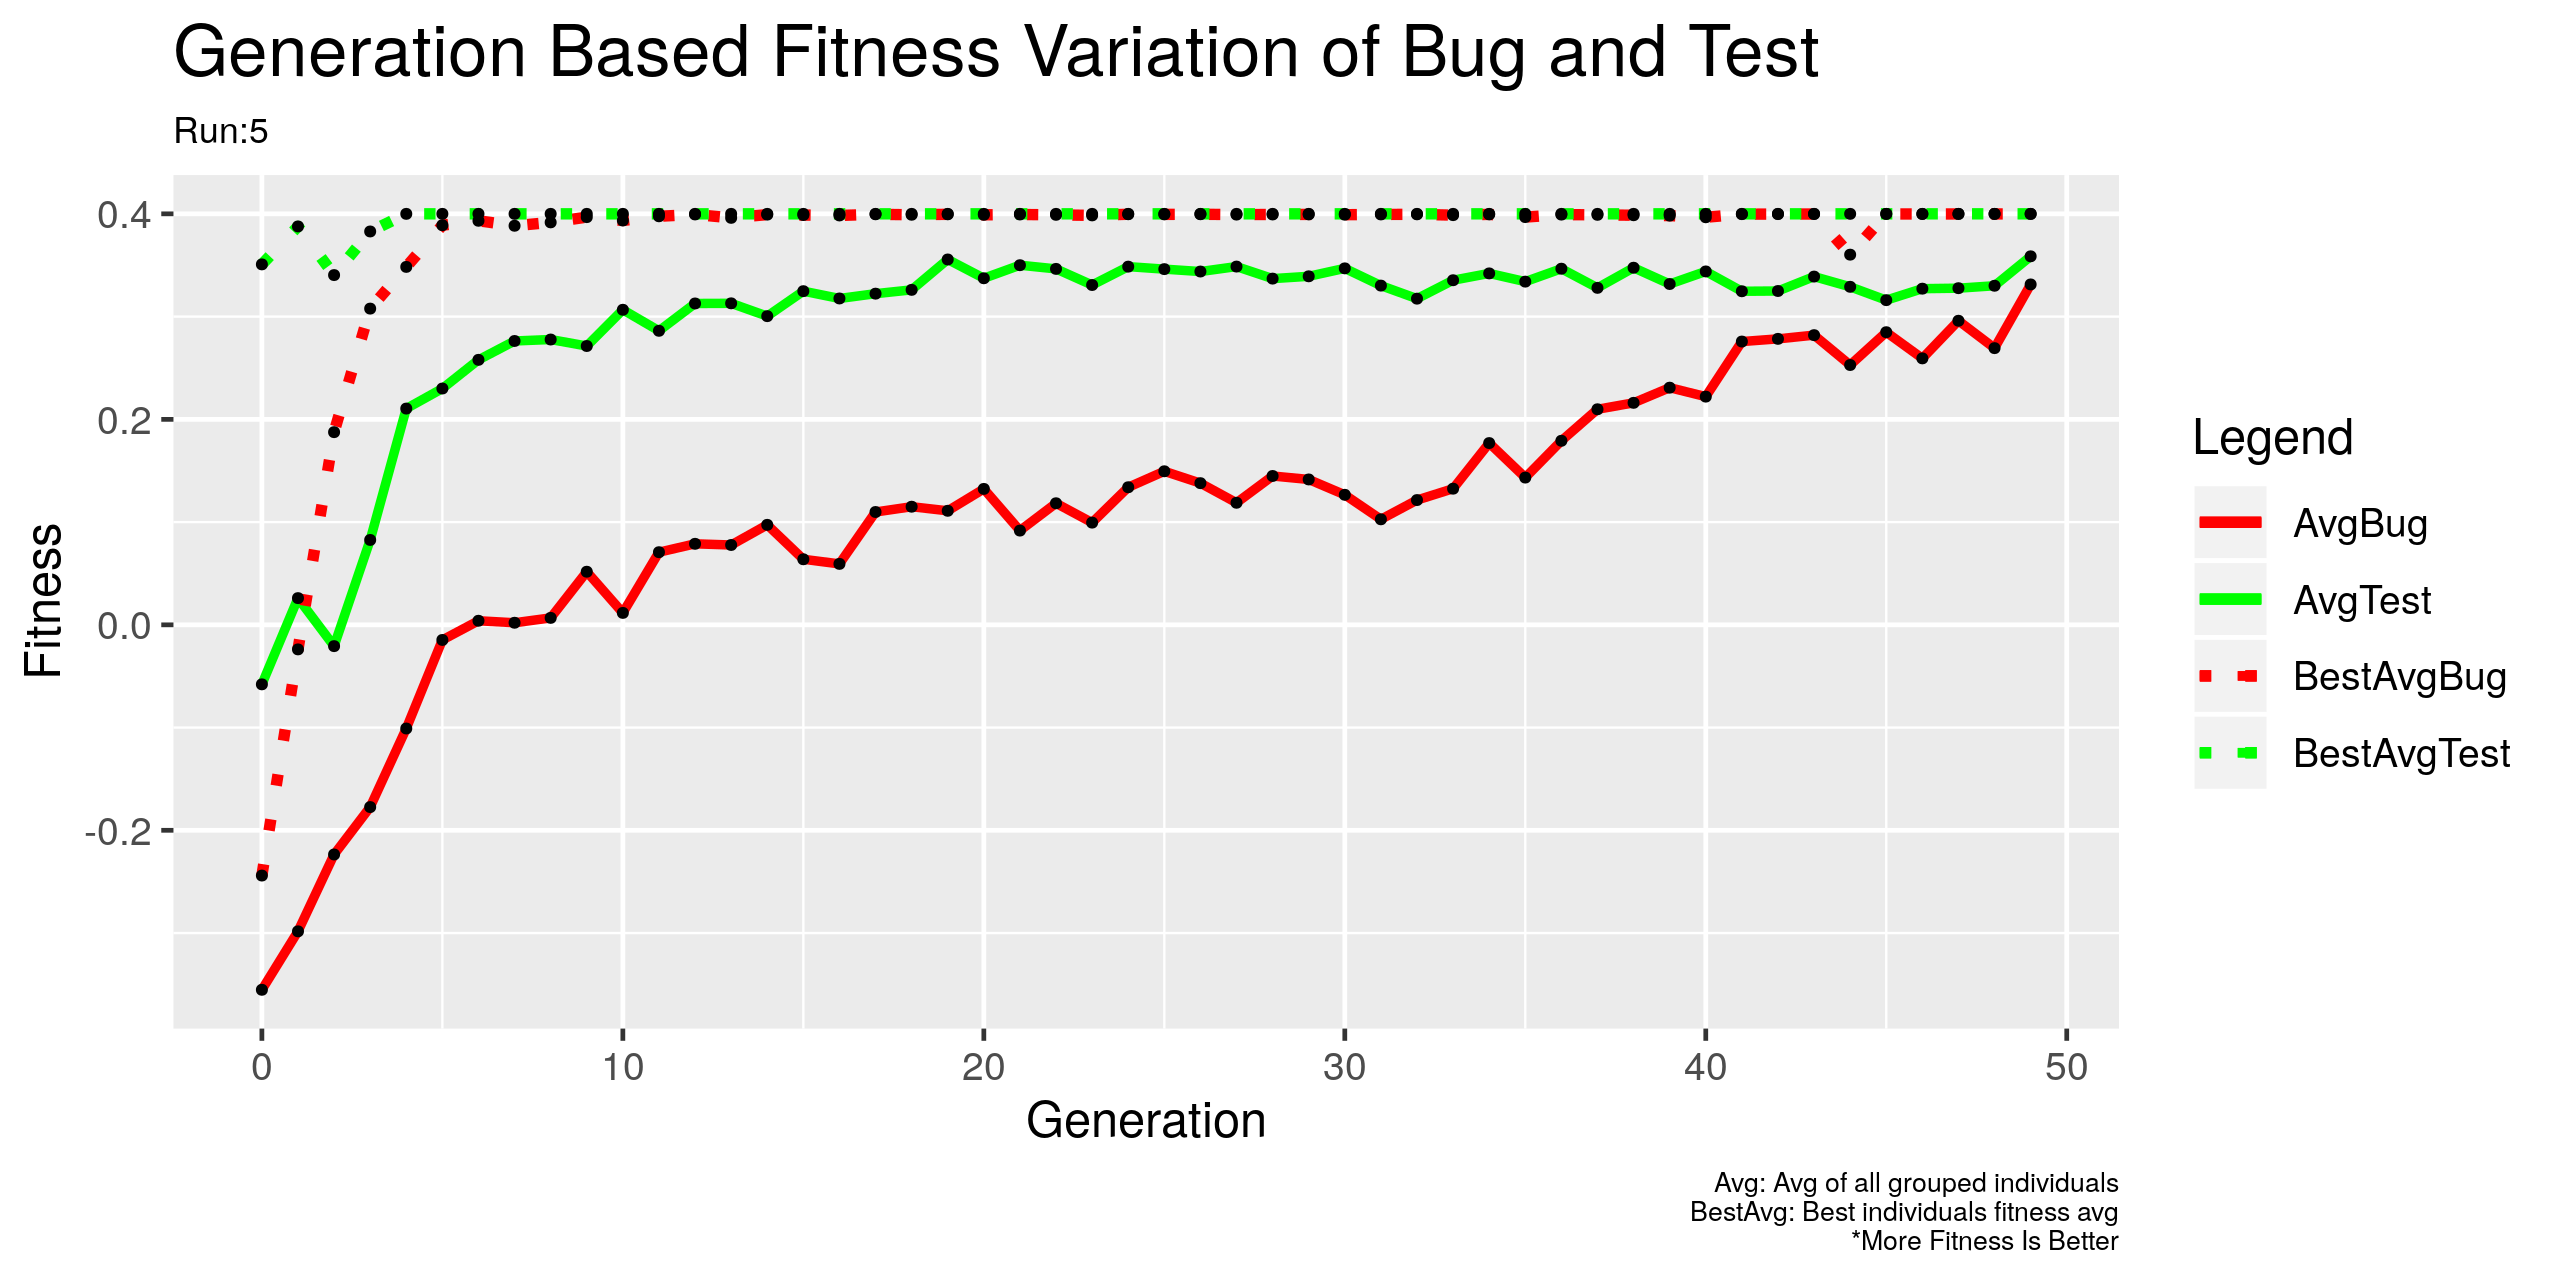 Generation Based Fitness Variation of Bug and Test
Run:5
Fitness
0.4
0.2
0.0
-0.2
0 10 20 30 40 50
Generation
Legend
AvgBug
AvgTest
BestAvgBug
BestAvgTest
Avg: Avg of all grouped individuals
BestAvg: Best individuals fitness avg
*More Fitness Is Better